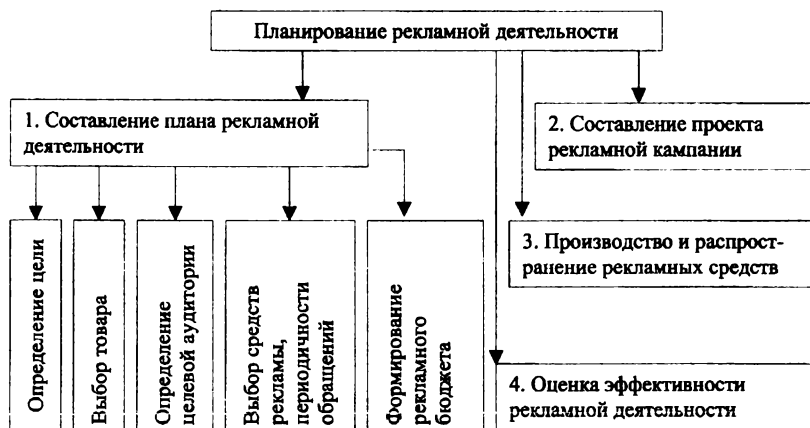 Планирование рекламной деятельности
1. Составление плана рекламной
деятельности
2. Составление проекта
рекламной кампании
3. Производство и распрост-
ранение рекламных средств
4. Оценка эффективности
рекламной деятельности
Определение цели
Выбор товара
Определение
целевой аудитории
Выбор средств
рекламы,
периодичности
обращений
Формирование
рекламного
бюджета